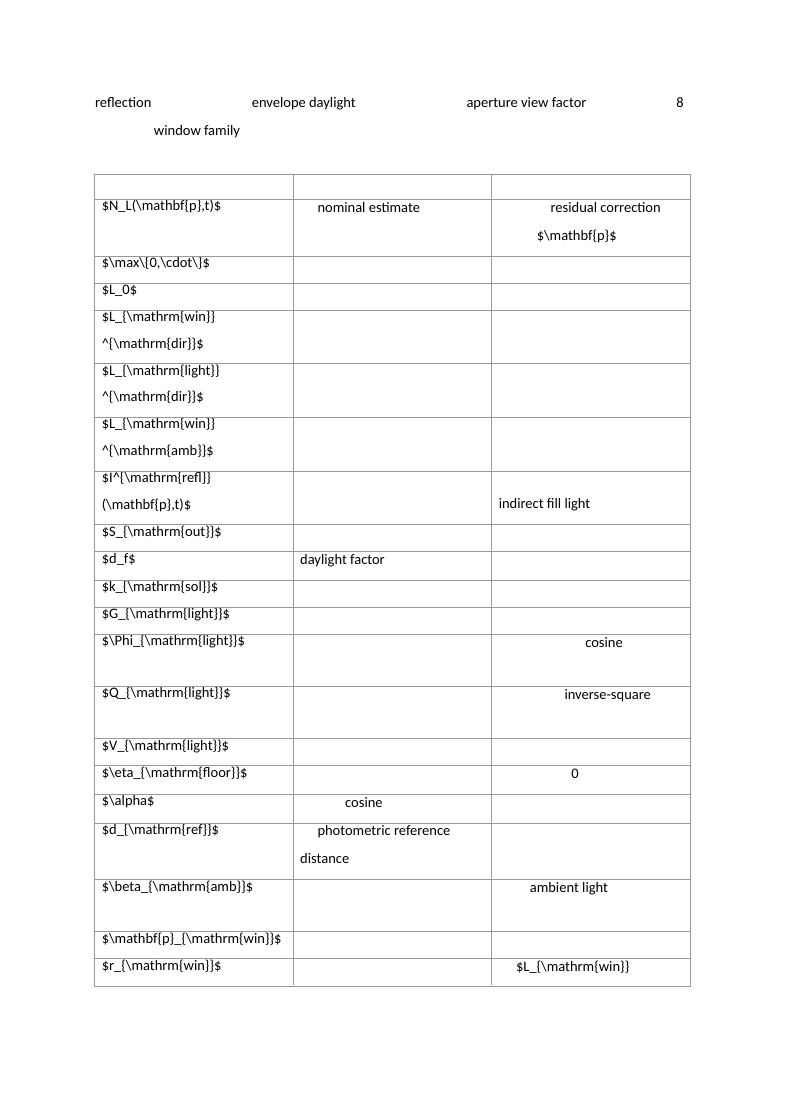 reflection envelope daylight aperture view factor 8
window family
$N_L(\mathbf{p},t)$ nominal estimate residual correction
$\mathbf{p}$
$\max\{0,\cdot\}$
$L_0$
$L_{\mathrm{win}}
^{\mathrm{dir}}$
$L_{\mathrm{light}}
^{\mathrm{dir}}$
$L_{\mathrm{win}}
^{\mathrm{amb}}$
$I^{\mathrm{refl}}
(\mathbf{p},t)$ indirect fill light
$S_{\mathrm{out}}$
$d_f$ daylight factor
$k_{\mathrm{sol}}$
$G_{\mathrm{light}}$
$\Phi_{\mathrm{light}}$ cosine
$Q_{\mathrm{light}}$ inverse-square
$V_{\mathrm{light}}$
$\eta_{\mathrm{floor}}$ 0
$\alpha$ cosine
$d_{\mathrm{ref}}$ photometric reference
distance
$\beta_{\mathrm{amb}}$ ambient light
$\mathbf{p}_{\mathrm{win}}$
$r_{\mathrm{win}}$ $L_{\mathrm{win}}